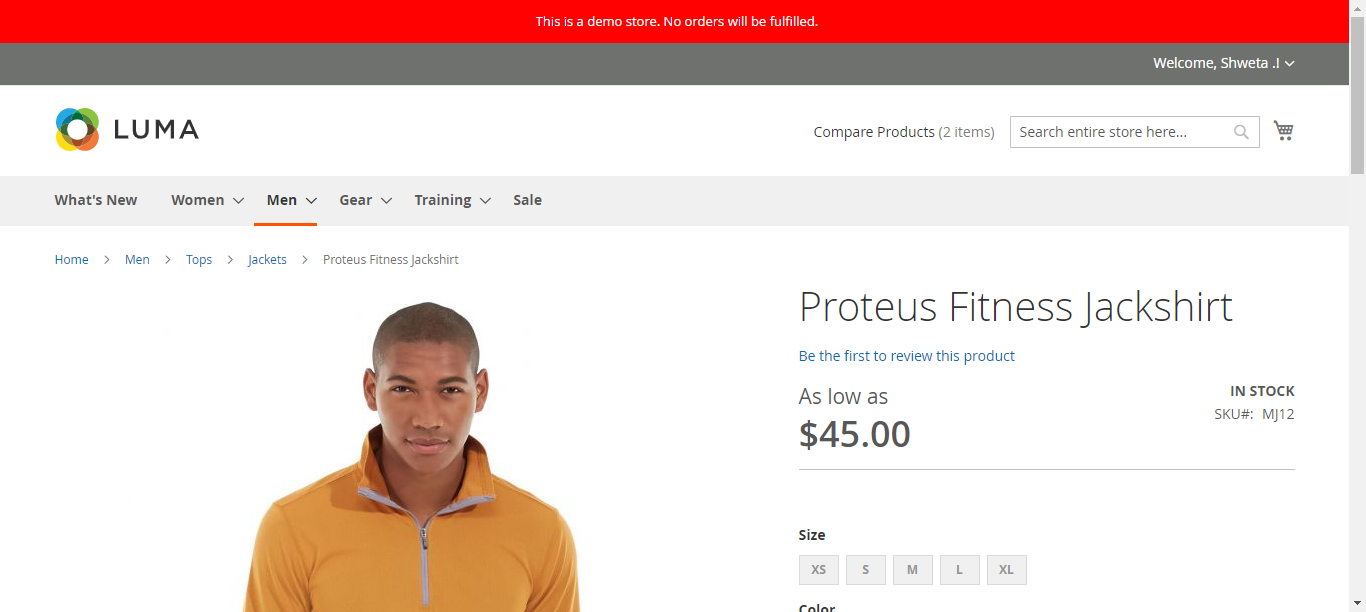 This is a demo store. No orders will be fulfilled.
Welcome, Shweta .!
LUMA
Compare Products (2 items)
Search entire store here...
What's New Women Men Gear Training Sale
Home Men Tops Jackets Proteus Fitness Jackshirt
Proteus Fitness Jackshirt
Be the first to review this product
As low as
$45.00
IN STOCK
SKU#: MJ12
Size
XS S M L XL
Color